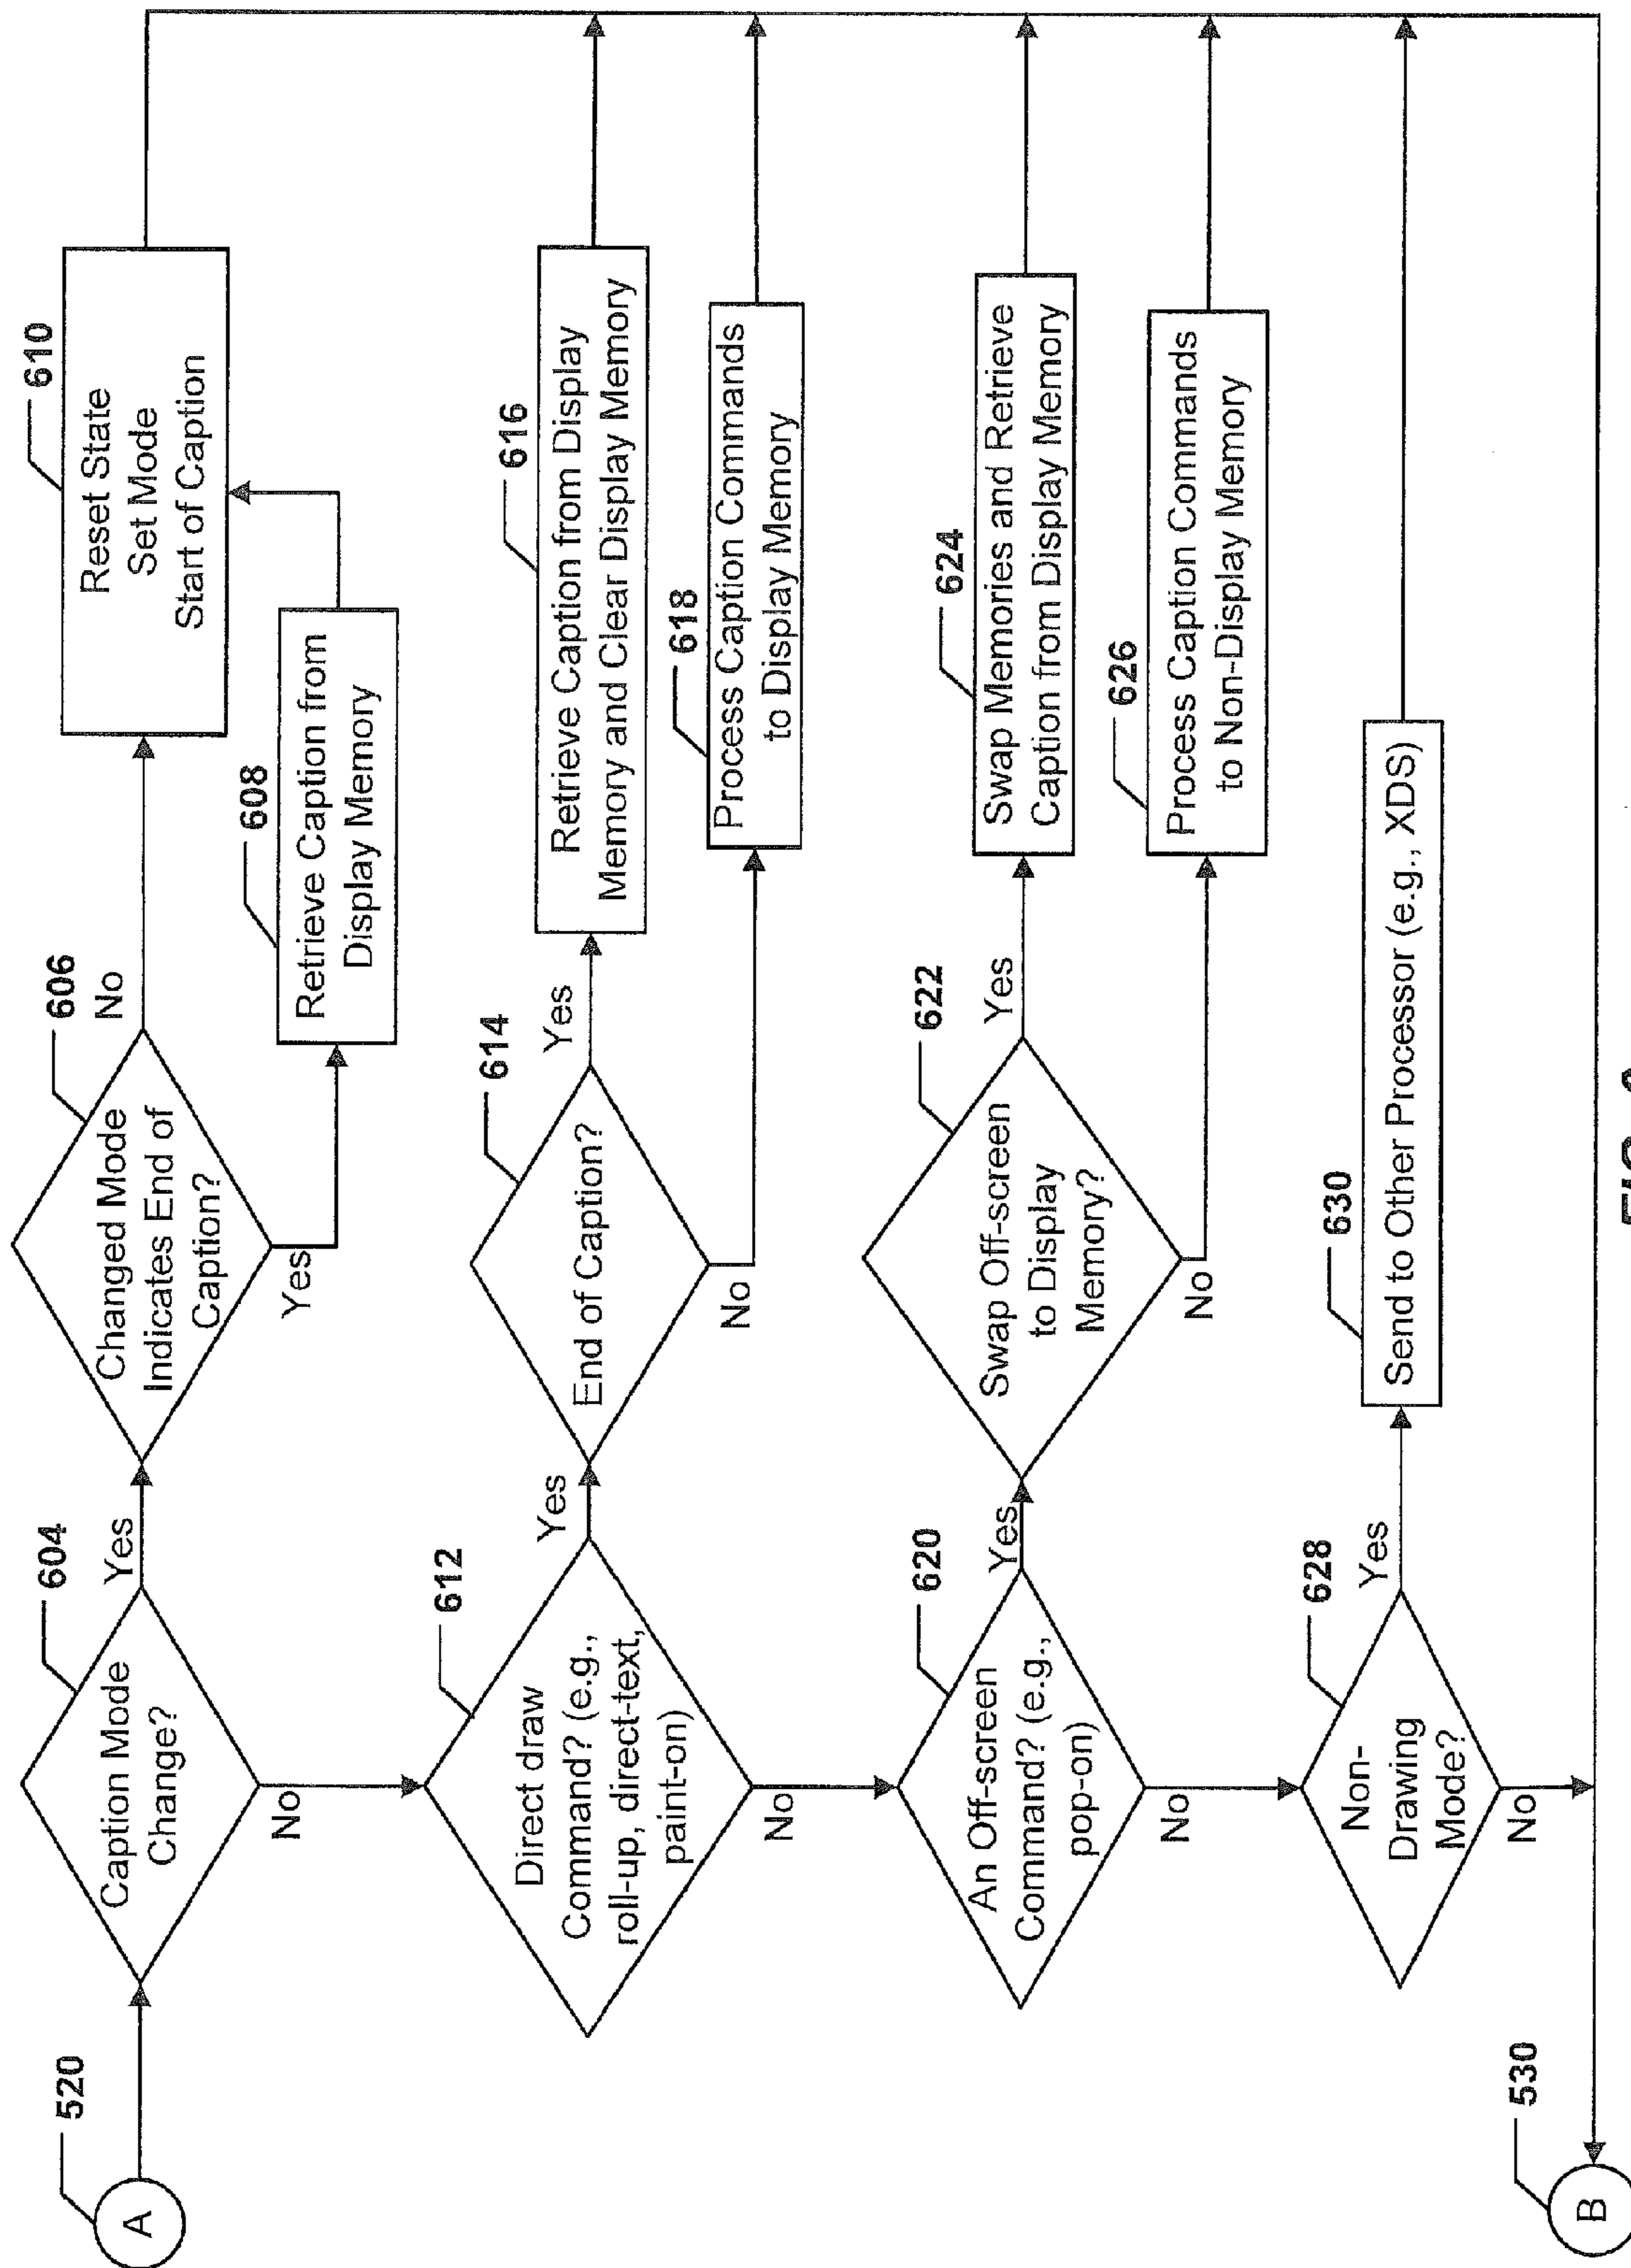 520
A
604
Caption Mode
Change?
Yes
No
606
Changed Mode
Indicates End of
Caption?
No
Yes
608
Retrieve Caption from
Display Memory
610
Reset State
Set Mode
Start of Caption
612
Direct draw
Command? (e.g.,
roll-up, direct-text,
paint-on)
Yes
No
614
End of Caption?
Yes
No
616
Retrieve Caption from Display
Memory and Clear Display Memory
618
Process Caption Commands
to Display Memory
620
An Off-screen
Command? (e.g.,
pop-on)
Yes
No
622
Swap Off-screen
to Display
Memory?
Yes
No
624
Swap Memories and Retrieve
Caption from Display Memory
626
Process Caption Commands
to Non-Display Memory
628
Non-
Drawing
Mode?
Yes
No
630
Send to Other Processor (e.g., XDS)
530
B